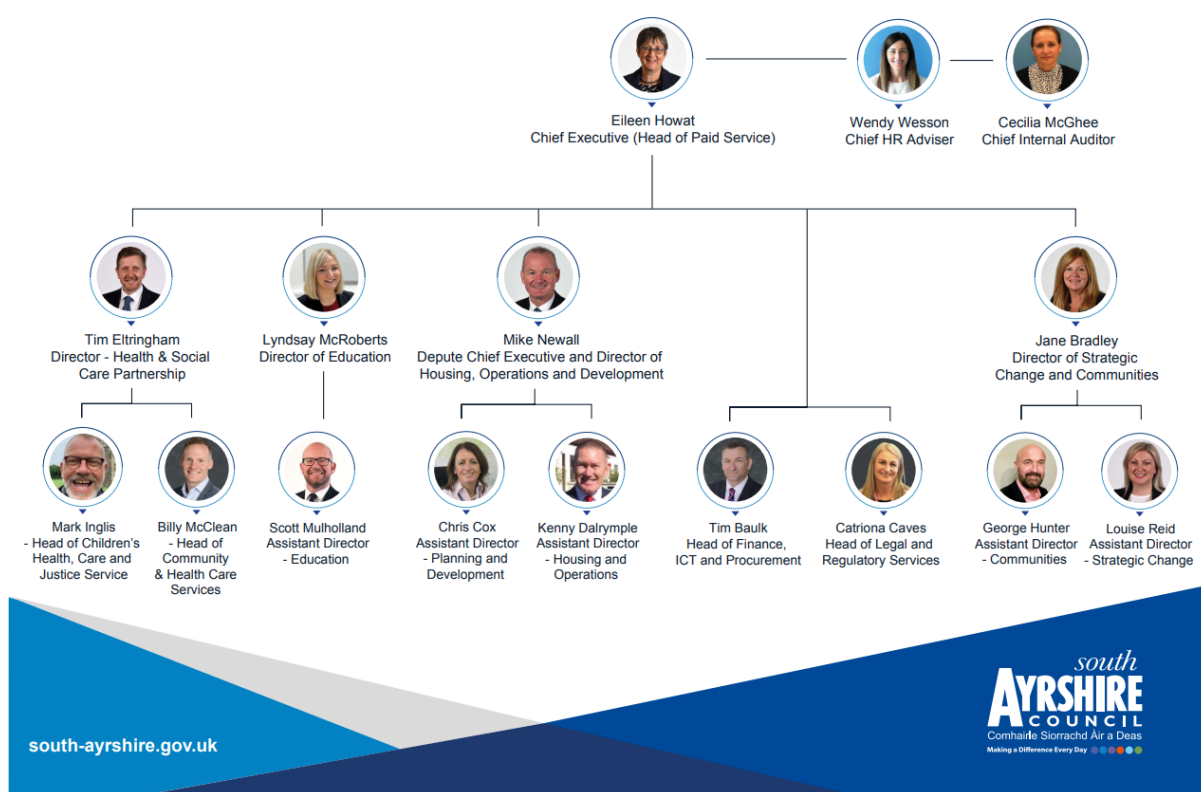 Eileen Howat
Chief Executive (Head of Paid Service)
Wendy Wesson
Chief HR Adviser
Cecilia McGhee
Chief Internal Auditor
Tim Eltringham
Director - Health & Social
Care Partnership
Lyndsay McRoberts
Director of Education
Mike Newall
Depute Chief Executive and Director of
Housing, Operations and Development
Jane Bradley
Director of Strategic
Change and Communities
Mark Inglis
- Head of Children's
Health, Care and
Justice Service
Billy McClean
- Head of
Community
& Health Care
Services
Scott Mulholland
Assistant Director
- Education
Chris Cox
Assistant Director
- Planning and
Development
Kenny Dalrymple
Assistant Director
- Housing and
Operations
Tim Baulk
Head of Finance,
ICT and Procurement
Catriona Caves
Head of Legal and
Regulatory Services
George Hunter
Assistant Director
- Communities
Louise Reid
Assistant Director
- Strategic Change
south-ayrshire.gov.uk
south
AYRSHIRE
COUNCIL
Comhairle Siorrachd Àir a Deas
Making a Difference Every Day